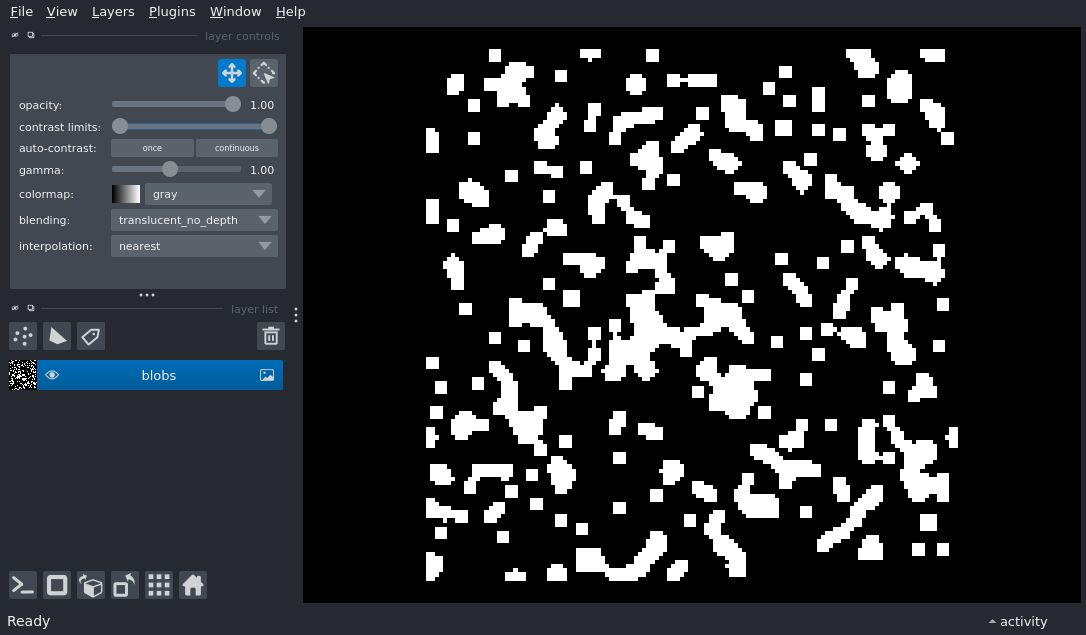 File View Layers Plugins Window Help
layer controls
opacity: 1.00
contrast limits:
auto-contrast: once continuous
gamma: 1.00
colormap: gray
blending: translucent_no_depth
interpolation: nearest
layer list
blobs
Ready
activity